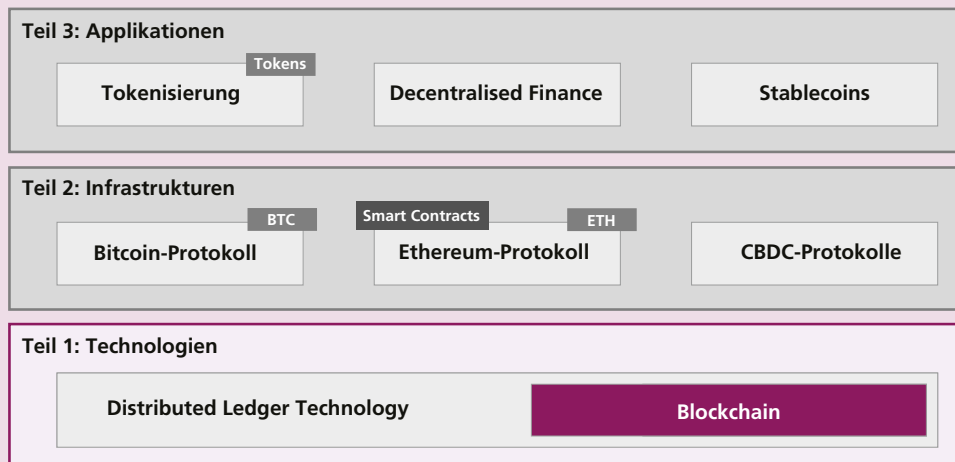 Teil 3: Applikationen
Tokens
Tokenisierung
Decentralised Finance
Stablecoins
Teil 2: Infrastrukturen
BTC
Smart Contracts
ETH
Bitcoin-Protokoll
Ethereum-Protokoll
CBDC-Protokolle
Teil 1: Technologien
Distributed Ledger Technology
Blockchain